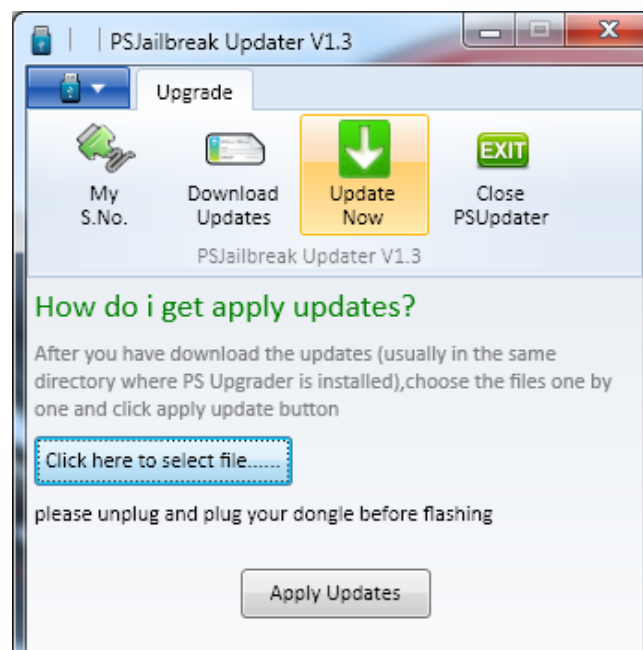 PSJailbreak Updater V1.3
Upgrade
My
S.No.
Download
Updates
Update
Now
EXIT
Close
PSUpdater
PSJailbreak Updater V1.3
How do i get apply updates?
After you have download the updates (usually in the same
directory where PS Upgrader is installed),choose the files one by
one and click apply update button
Click here to select file......
please unplug and plug your dongle before flashing
Apply Updates